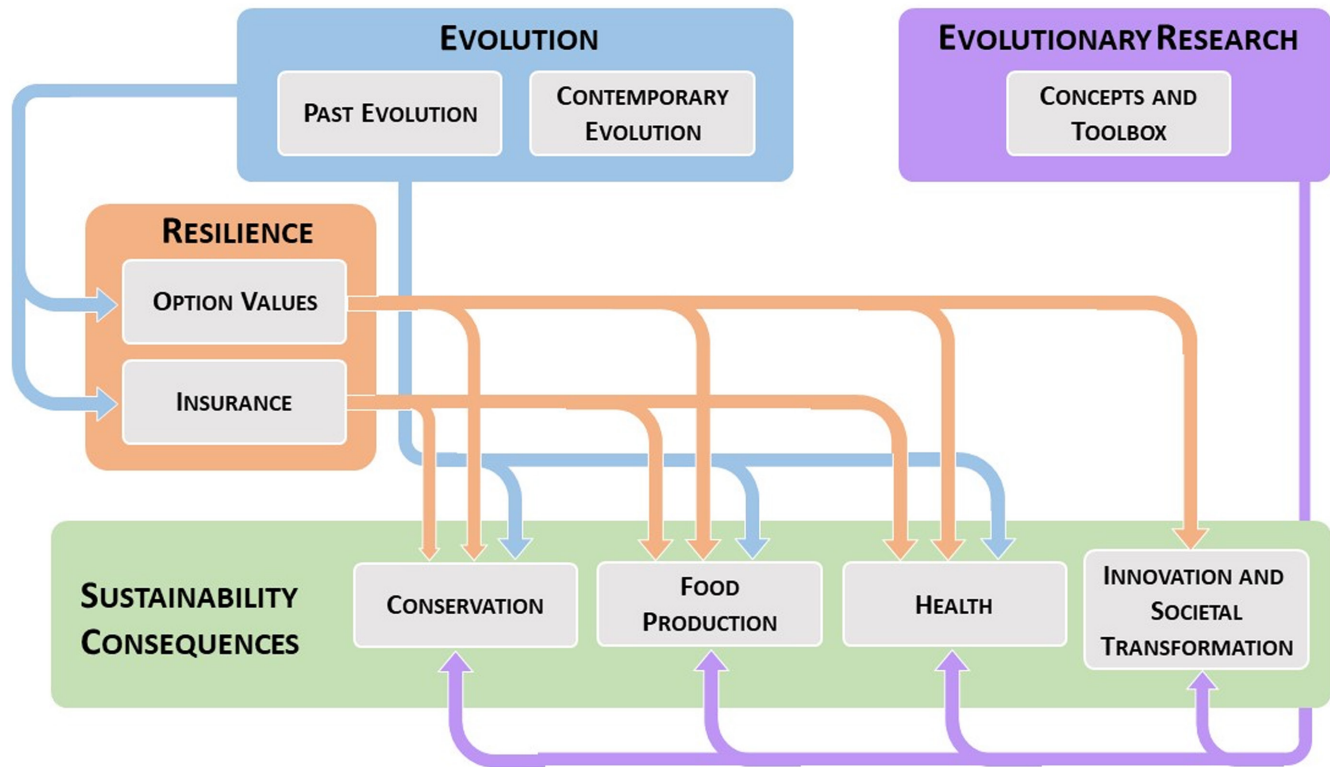 EVOLUTION
PAST EVOLUTION
CONTEMPORARY
EVOLUTION
EVOLUTIONARY RESEARCH
CONCEPTS AND
TOOLBOX
RESILIENCE
OPTION VALUES
INSURANCE
SUSTAINABILITY
CONSEQUENCES
CONSERVATION
FOOD
PRODUCTION
HEALTH
INNOVATION AND
SOCIETAL
TRANSFORMATION